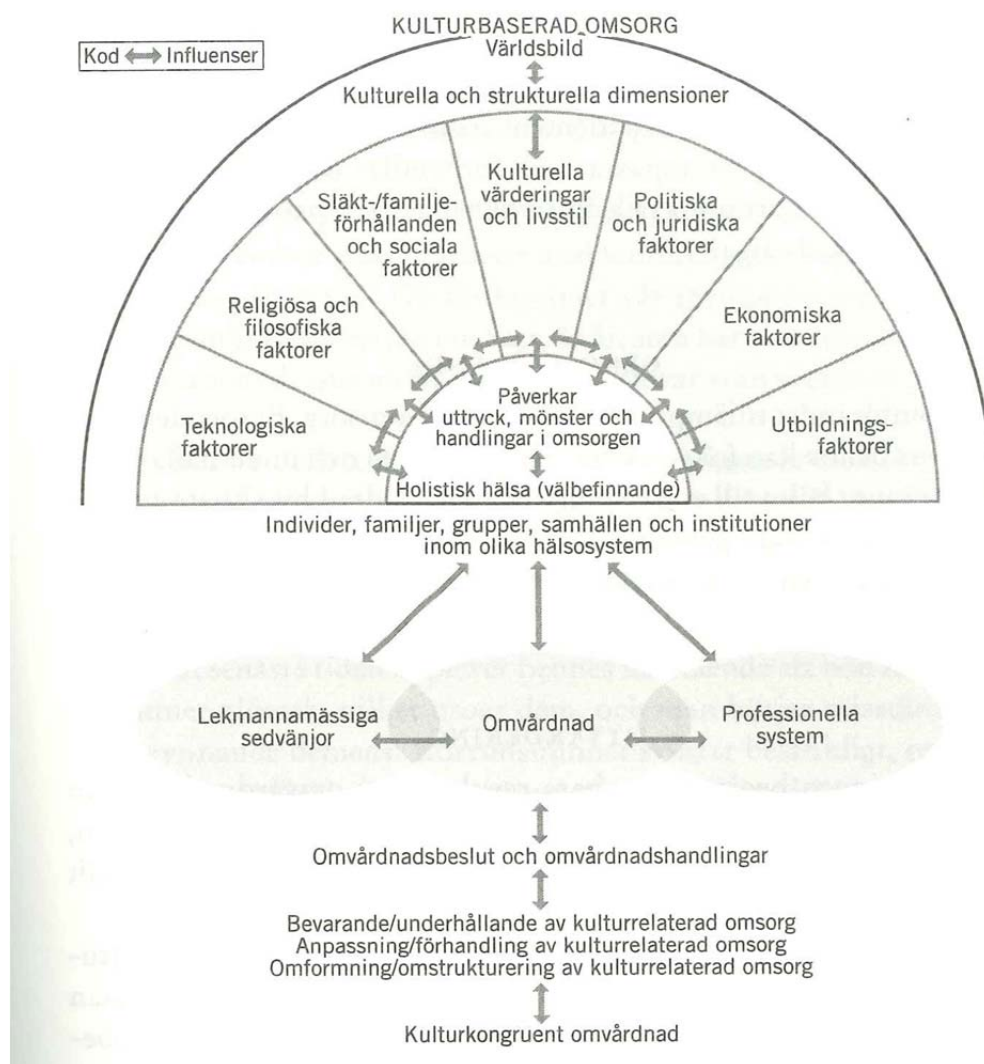 KULTURBASERAD OMSORG
Världsbild
Kod ↔ Influenser
Kulturella och strukturella dimensioner
Kulturella
värderingar
och livsstil
Släkt-/familje-
förhållanden
och sociala
faktorer
Politiska
och juridiska
faktorer
Religiösa och
filosofiska
faktorer
Ekonomiska
faktorer
Teknologiska
faktorer
Påverkar
uttryck, mönster och
handlingar i omsorgen
Utbildnings-
faktorer
Holistisk hälsa (välbefinnande)
Individer, familjer, grupper, samhällen och institutioner
inom olika hälsosystem
Lekmannamässiga
sedvänjor
Omvårdnad
Professionella
system
Omvårdnadsbeslut och omvårdnadshandlingar
Bevarande/underhållande av kulturrelaterad omsorg
Anpassning/förhandling av kulturrelaterad omsorg
Omformning/omstrukturering av kulturrelaterad omsorg
Kulturkongruent omvårdnad